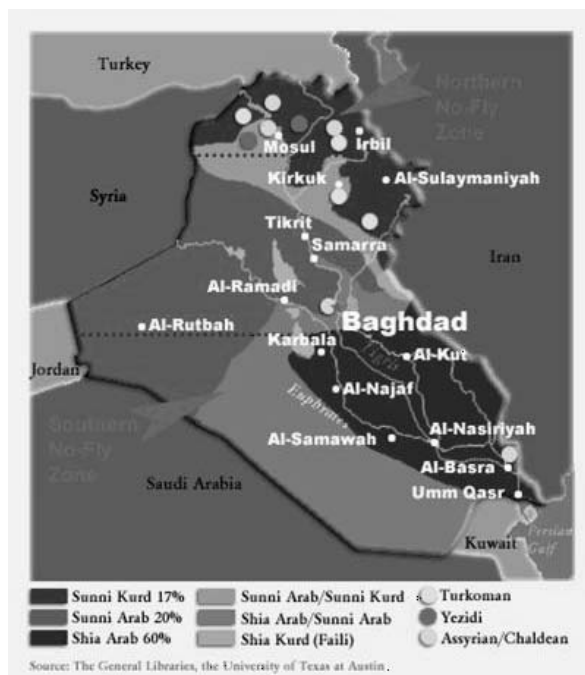 Turkey
Northern
No-Fly
Zone
Mosul
Irbil
Kirkuk
Al-Sulaymaniyah
Syria
Tikrit
Samarra
Iran
Al-Ramadi
Al-Rutbah
Baghdad
Karbala
Tigris
Al-Kut
Jordan
Al-Najaf
Euphrates
Southern
No-Fly
Zone
Al-Samawah
Al-Nasiriyah
Al-Basra
Saudi Arabia
Umm Qasr
Kuwait
Persian
Gulf
Sunni Kurd 17%
Sunni Arab/Sunni Kurd
Turkoman
Sunni Arab 20%
Shia Arab/Sunni Arab
Yezidi
Shia Arab 60%
Shia Kurd (Faili)
Assyrian/Chaldean
Source: The General Libraries, the University of Texas at Austin.